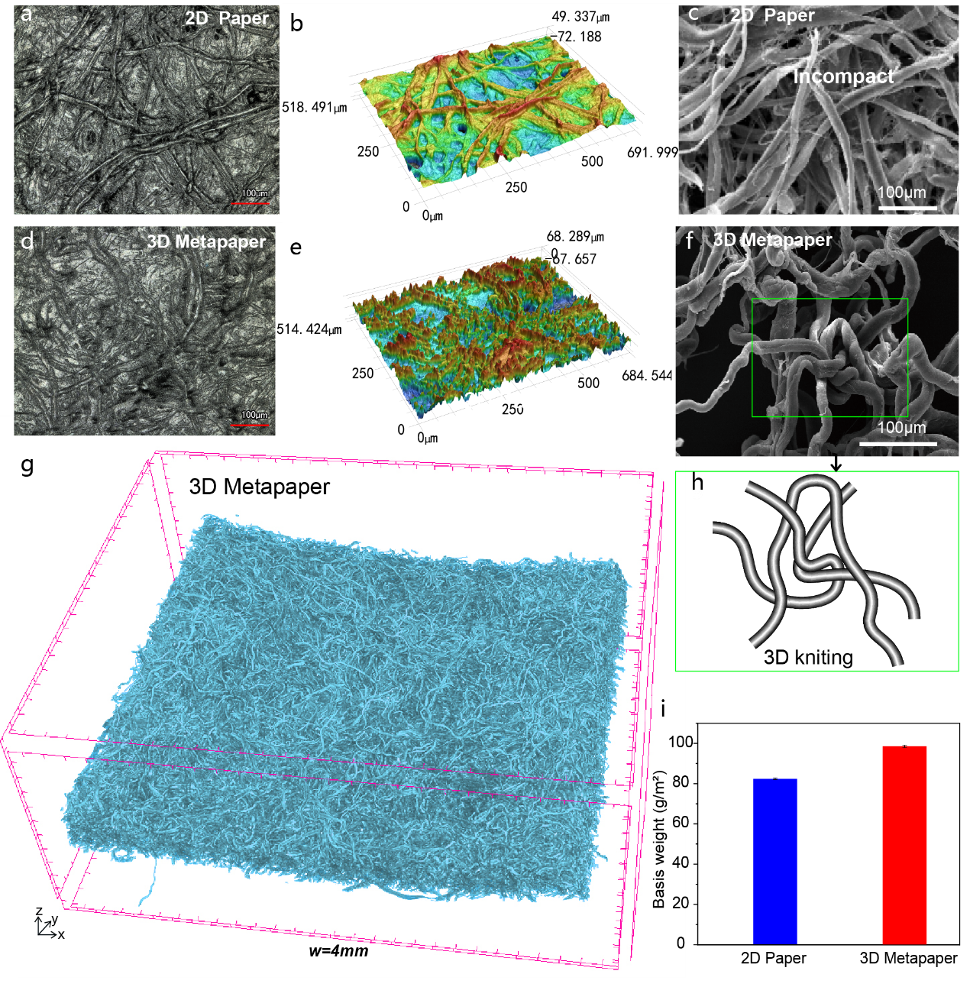 a
2D Paper
100μm
b
49.337μm
-72.188
518.491μm
250
0
0μm
250
500
691.999
c
2D Paper
Incompact
100μm
d
3D Metapaper
100μm
e
68.289μm
0
-67.657
514.424μm
250
0
0μm
250
500
684.544
f
3D Metapaper
100μm
g
3D Metapaper
z
y
x
w=4mm
h
3D kniting
i
Basis weight (g/m²)
100
80
60
40
20
0
2D Paper
3D Metapaper